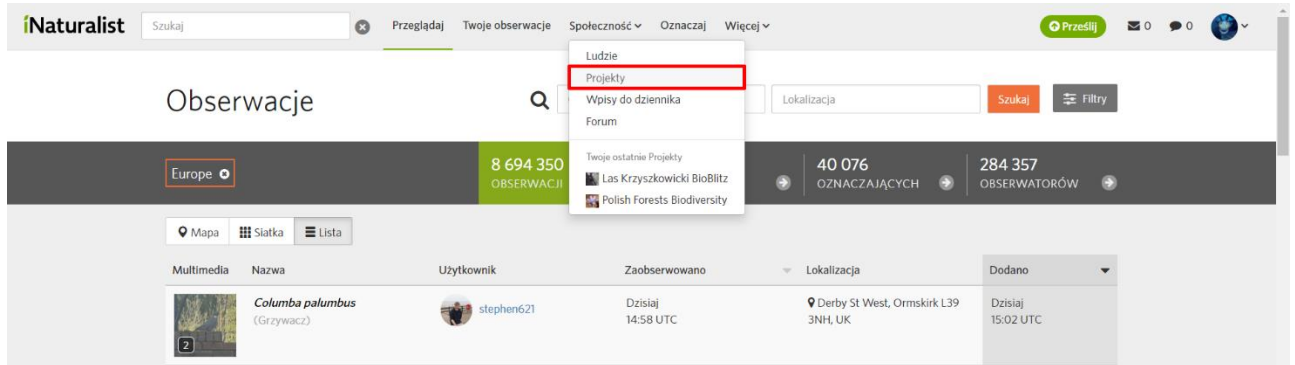 iNaturalist
Szukaj
Przeglądaj
Twoje obserwacje
Społeczność
Oznaczaj
Więcej
Prześlij
0
0
Ludzie
Projekty
Wpisy do dziennika
Forum
Twoje ostatnie Projekty
Las Krzyszkowicki BioBlitz
Polish Forests Biodiversity
Obserwacje
Lokalizacja
Szukaj
Filtry
Europe
8 694 350
OBSERWACJI
40 076
OZNACZAJĄCYCH
284 357
OBSERWATORÓW
Mapa
Siatka
Lista
Multimedia
Nazwa
Użytkownik
Zaobserwowano
Lokalizacja
Dodano
2
Columba palumbus
(Grzywacz)
stephen621
Dzisiaj
14:58 UTC
Derby St West, Ormskirk L39
3NH, UK
Dzisiaj
15:02 UTC